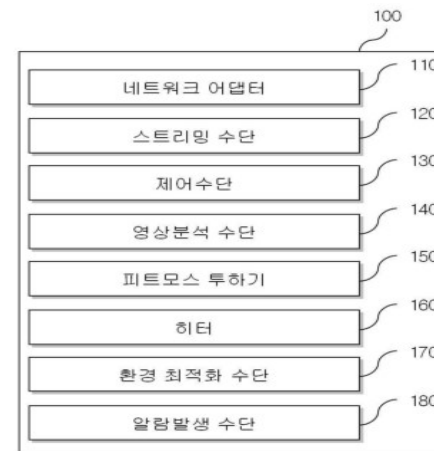 100
네트워크 어댑터 110
스트리밍 수단 120
제어수단 130
영상분석 수단 140
피트모스 투하기 150
히터 160
환경 최적화 수단 170
알람발생 수단 180